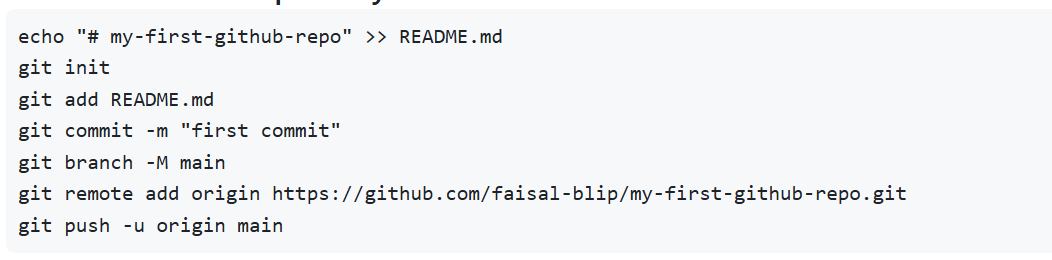 echo "# my-first-github-repo" >> README.md
git init
git add README.md
git commit -m "first commit"
git branch -M main
git remote add origin https://github.com/faisal-blip/my-first-github-repo.git
git push -u origin main